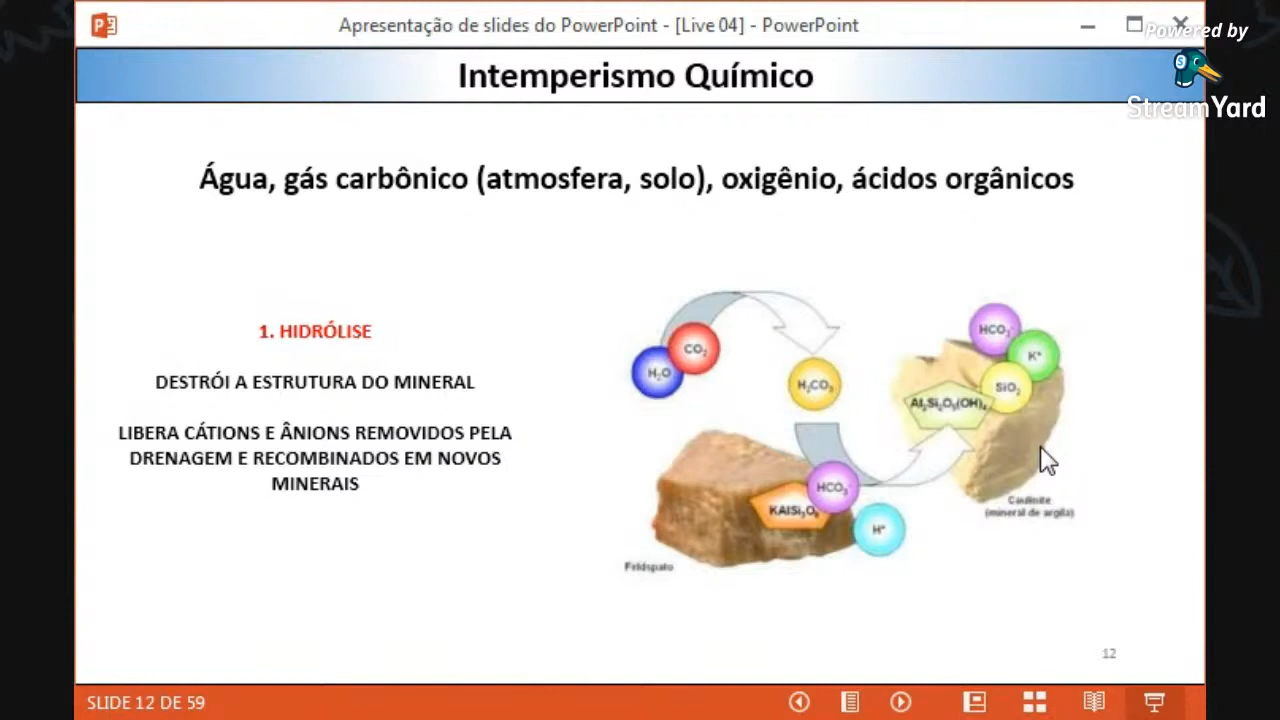 Apresentação de slides do PowerPoint - [Live 04] - PowerPoint
Powered by
StreamYard
Intemperismo Químico
Água, gás carbônico (atmosfera, solo), oxigênio, ácidos orgânicos
1. HIDRÓLISE
DESTRÓI A ESTRUTURA DO MINERAL
LIBERA CÁTIONS E ÂNIONS REMOVIDOS PELA
DRENAGEM E RECOMBINADOS EM NOVOS
MINERAIS
CO₂
H₂O
H₂CO₃
HCO₃⁻
K⁺
SiO₂
Al₂Si₂O₅(OH)₄
HCO₃⁻
KAlSi₃O₈
H⁺
Feldspato
Caulinita
(mineral de argila)
12
SLIDE 12 DE 59